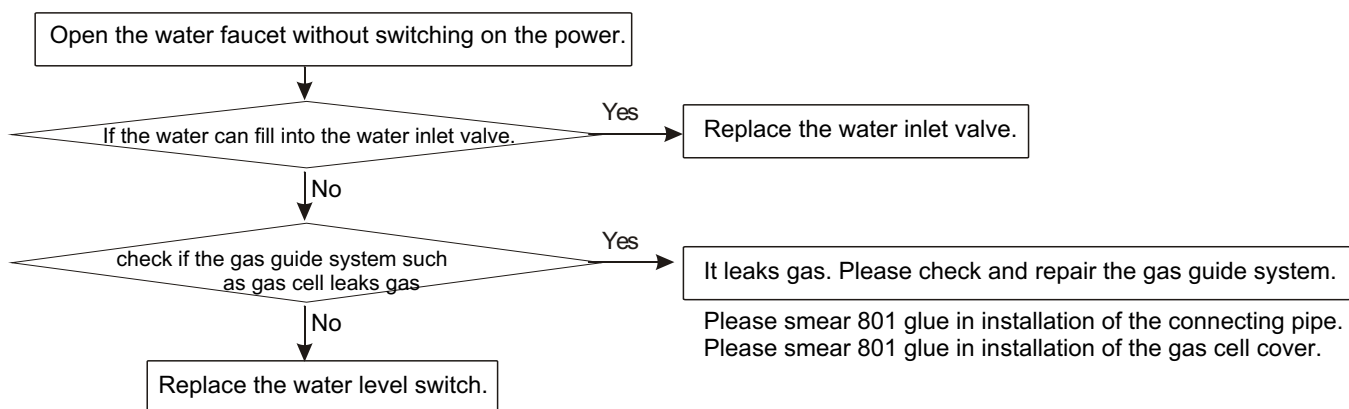 Open the water faucet without switching on the power.
If the water can fill into the water inlet valve.
Yes
Replace the water inlet valve.
No
check if the gas guide system such
as gas cell leaks gas
Yes
It leaks gas. Please check and repair the gas guide system.
Please smear 801 glue in installation of the connecting pipe.
Please smear 801 glue in installation of the gas cell cover.
No
Replace the water level switch.